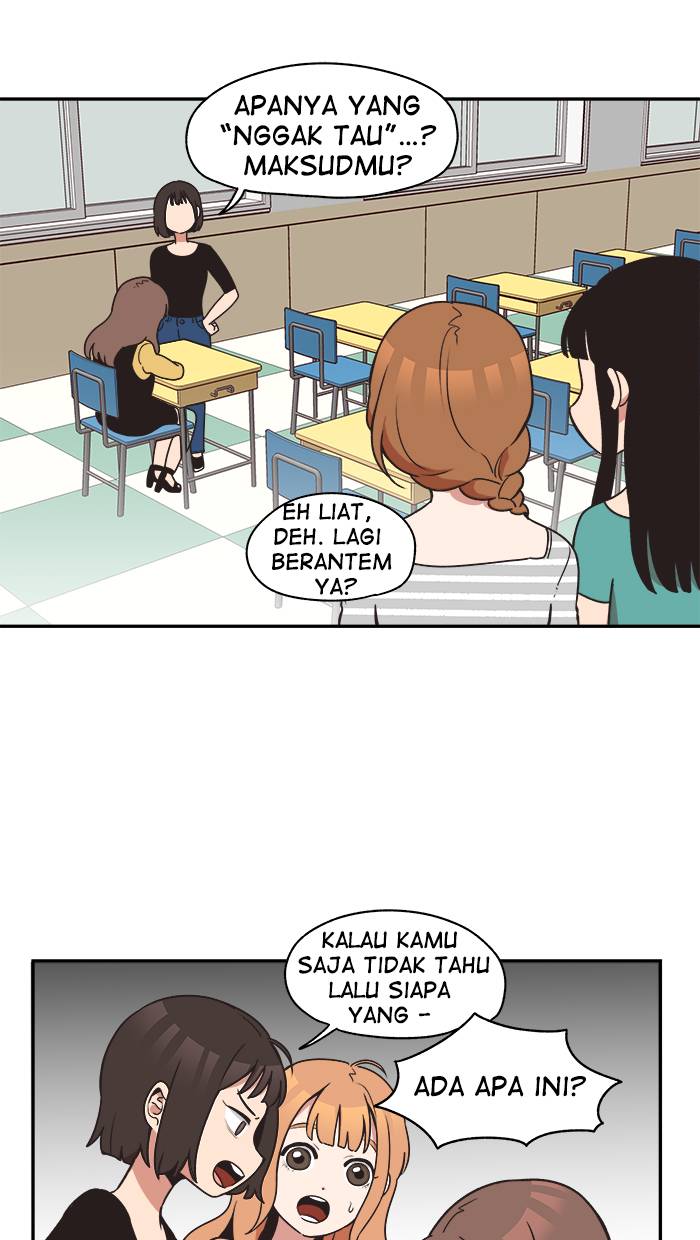 APANYA YANG
“NGGAK TAU”...?
MAKSUDMU?
EH LIAT,
DEH. LAGI
BERANTEM
YA?
KALAU KAMU
SAJA TIDAK TAHU
LALU SIAPA
YANG -
ADA APA INI?